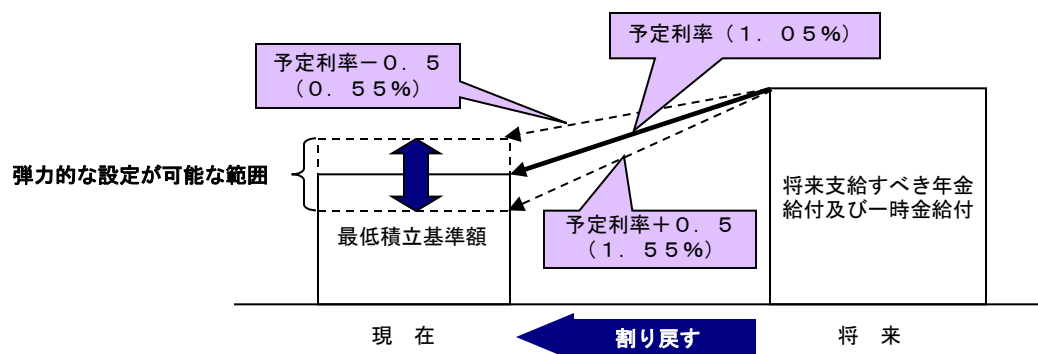 予定利率（１．０５％）
予定利率－０．５
（０．５５％）
弾力的な設定が可能な範囲
将来支給すべき年金
給付及び一時金給付
予定利率＋０．５
（１．５５％）
最低積立基準額
現　在
割り戻す
将　来